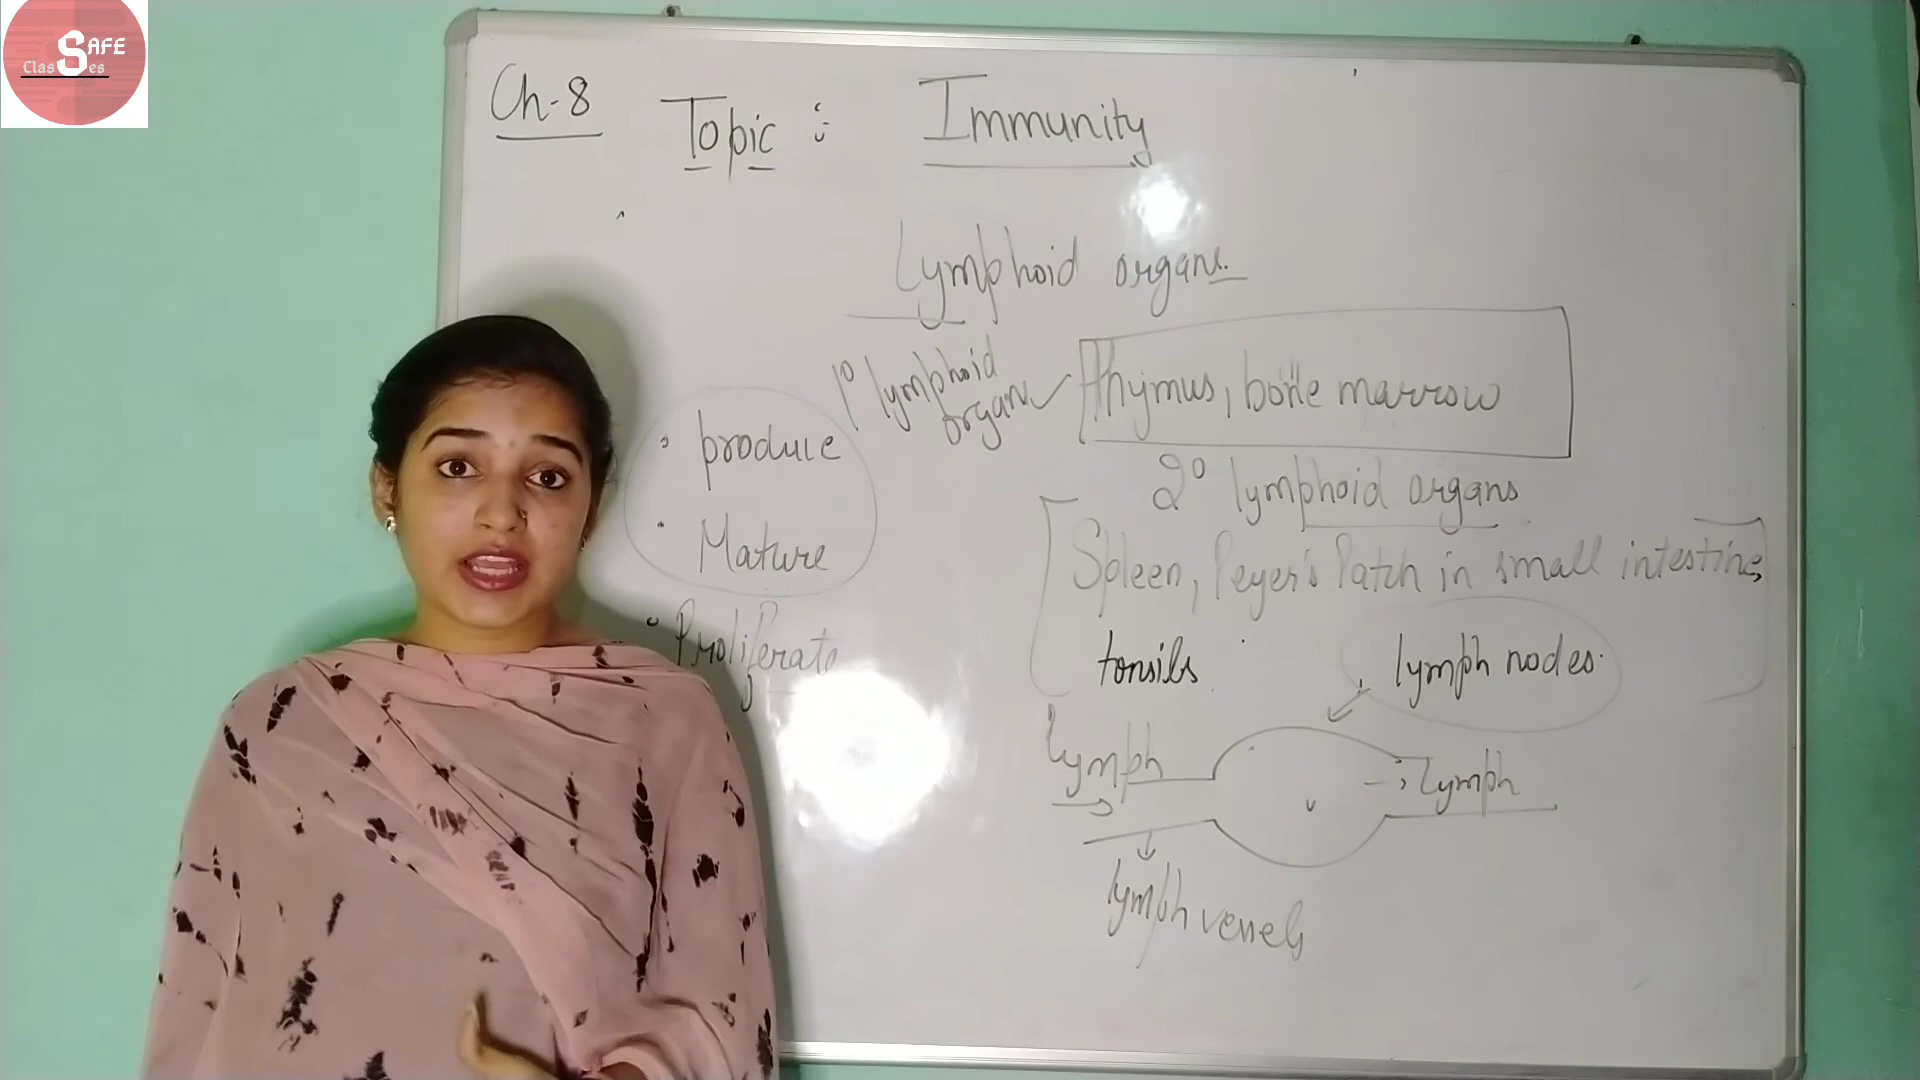 SAFE
Classes
Ch-8
Topic : Immunity
Lymphoid organs.
1° lymphoid organs
thymus, bone marrow
• produce
• Mature
• Proliferate
2° lymphoid organs
Spleen, Peyer's Patch in small intestine,
tonsils lymph nodes.
lymph
lymph
lymph vessels